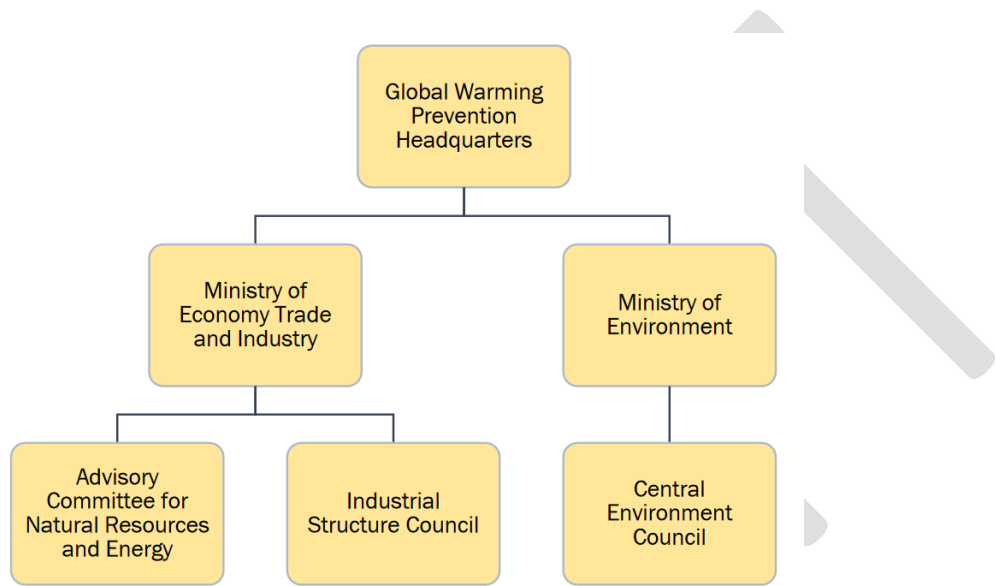 Global Warming
Prevention
Headquarters
Ministry of
Economy Trade
and Industry
Ministry of
Environment
Advisory
Committee for
Natural Resources
and Energy
Industrial
Structure Council
Central
Environment
Council